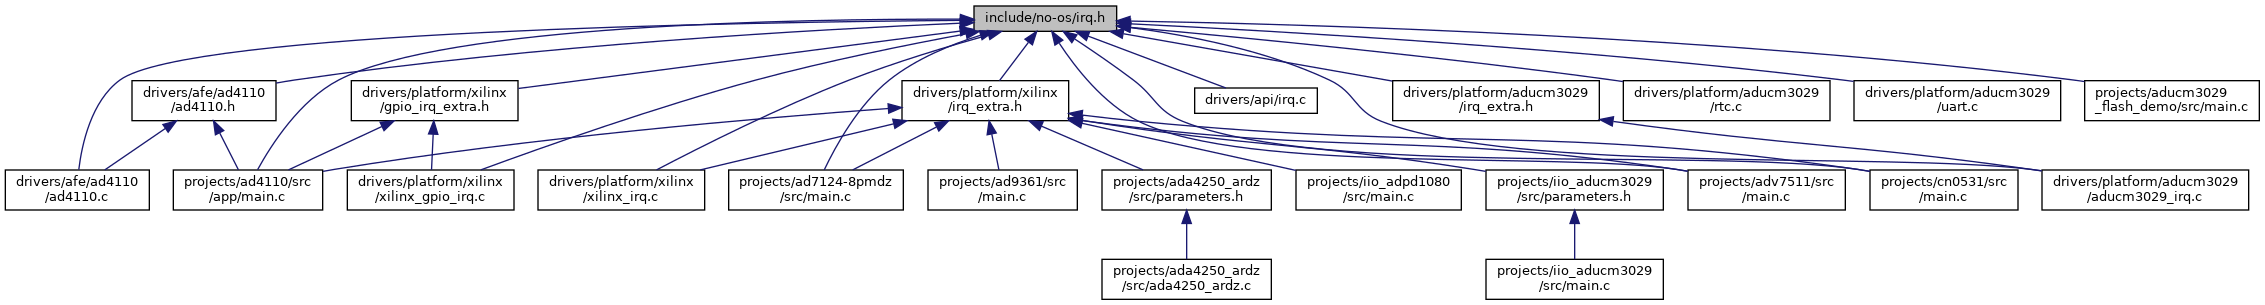 include/no-os/irq.h
drivers/afe/ad4110
/ad4110.h
drivers/platform/xilinx
/gpio_irq_extra.h
drivers/platform/xilinx
/irq_extra.h
drivers/api/irq.c
drivers/platform/aducm3029
/irq_extra.h
drivers/platform/aducm3029
/rtc.c
drivers/platform/aducm3029
/uart.c
projects/aducm3029
_flash_demo/src/main.c
drivers/afe/ad4110
/ad4110.c
projects/ad4110/src
/app/main.c
drivers/platform/xilinx
/xilinx_gpio_irq.c
drivers/platform/xilinx
/xilinx_irq.c
projects/ad7124-8pmdz
/src/main.c
projects/ad9361/src
/main.c
projects/ada4250_ardz
/src/parameters.h
projects/iio_adpd1080
/src/main.c
projects/iio_aducm3029
/src/parameters.h
projects/adv7511/src
/main.c
projects/cn0531/src
/main.c
drivers/platform/aducm3029
/aducm3029_irq.c
projects/ada4250_ardz
/src/ada4250_ardz.c
projects/iio_aducm3029
/src/main.c